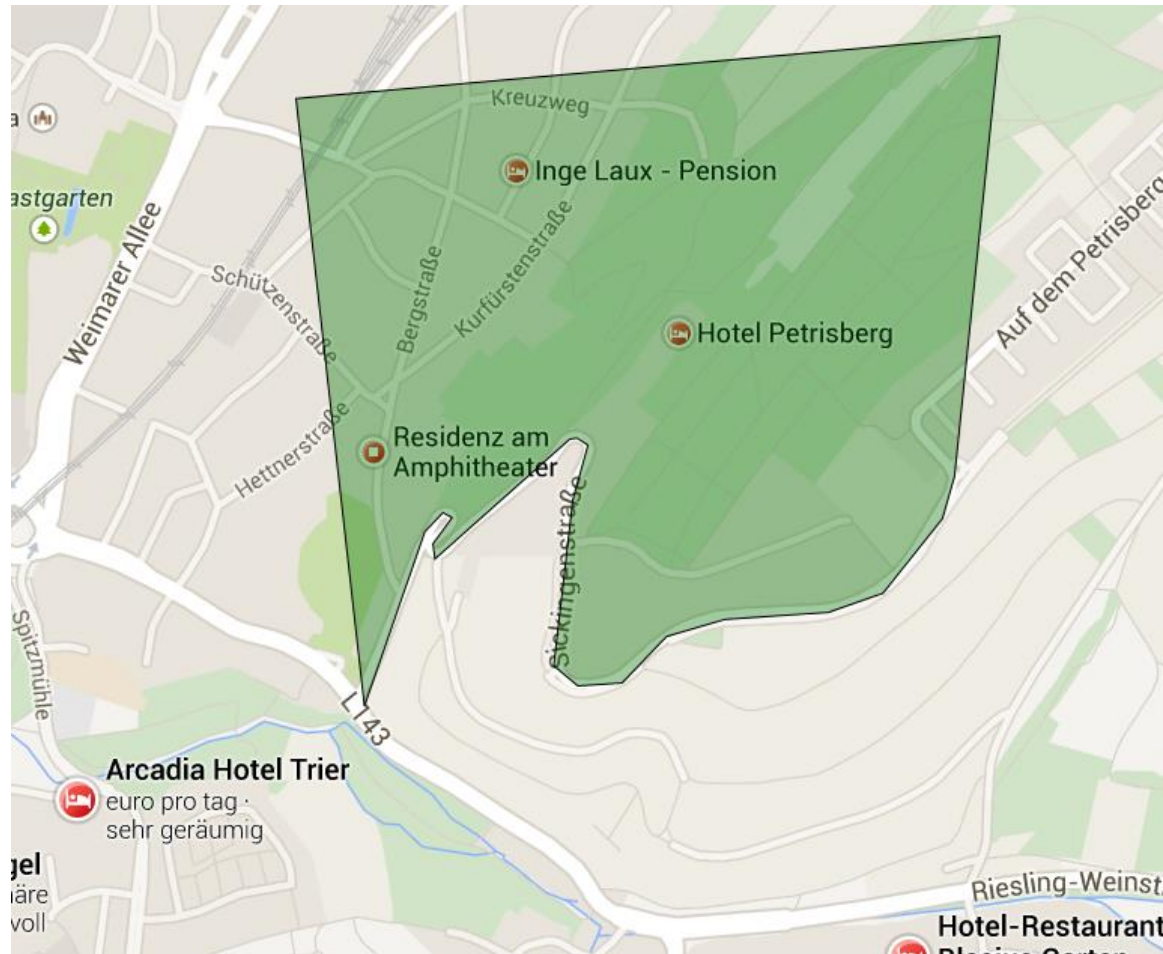 Kreuzweg
a
Inge Laux - Pension
astgarten
Weimarer Allee
Auf dem Petrisberg
Schützenstraße
Bergstraße
Kurfürstenstraße
Hotel Petrisberg
Hettnerstraße
Residenz am
Amphitheater
Sickingenstraße
Spitzmühle
L143
Arcadia Hotel Trier
euro pro tag ·
sehr geräumig
gel
äre
voll
Riesling-Weinst
Hotel-Restaurant